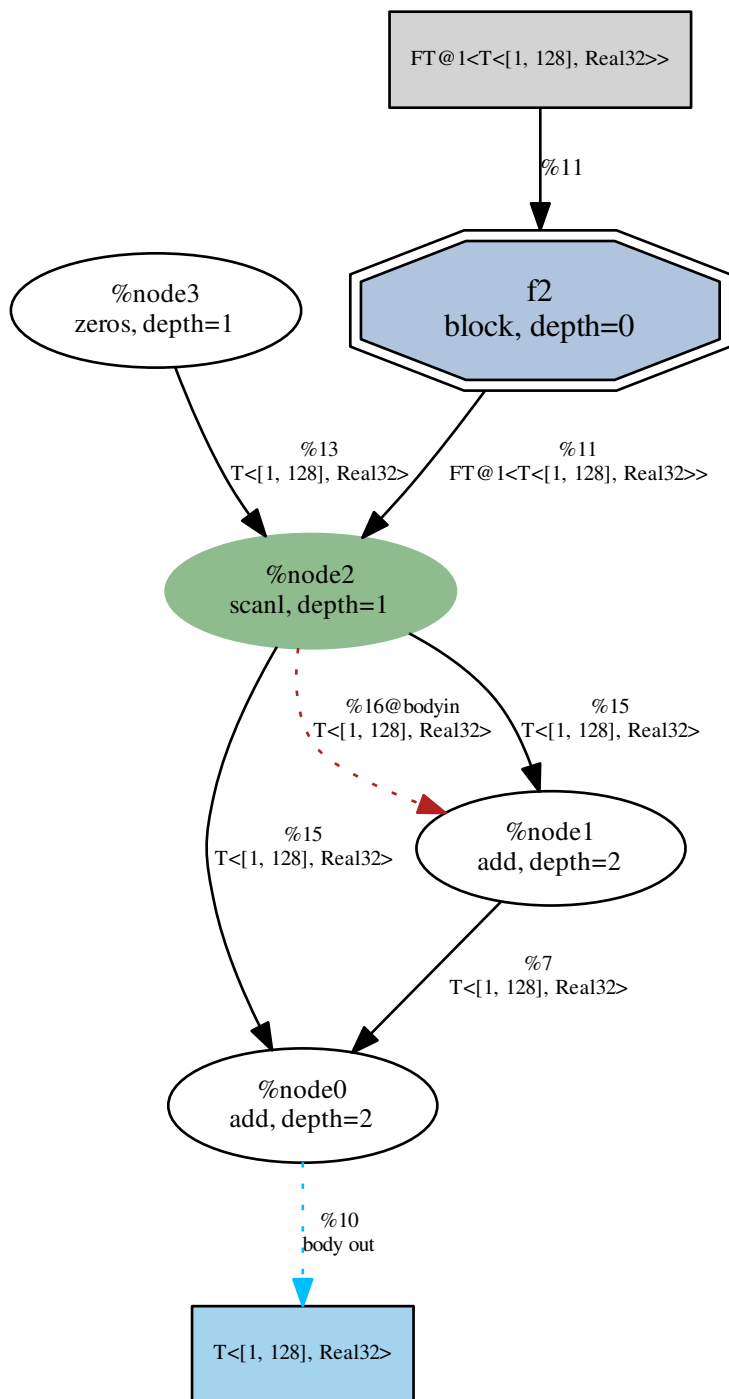 FT@1<T<[1, 128], Real32>>
%11
%node3
zeros, depth=1
f2
block, depth=0
%13
T<[1, 128], Real32>
%11
FT@1<T<[1, 128], Real32>>
%node2
scanl, depth=1
%16@bodyin
T<[1, 128], Real32>
%15
T<[1, 128], Real32>
%15
T<[1, 128], Real32>
%node1
add, depth=2
%7
T<[1, 128], Real32>
%node0
add, depth=2
%10
body out
T<[1, 128], Real32>